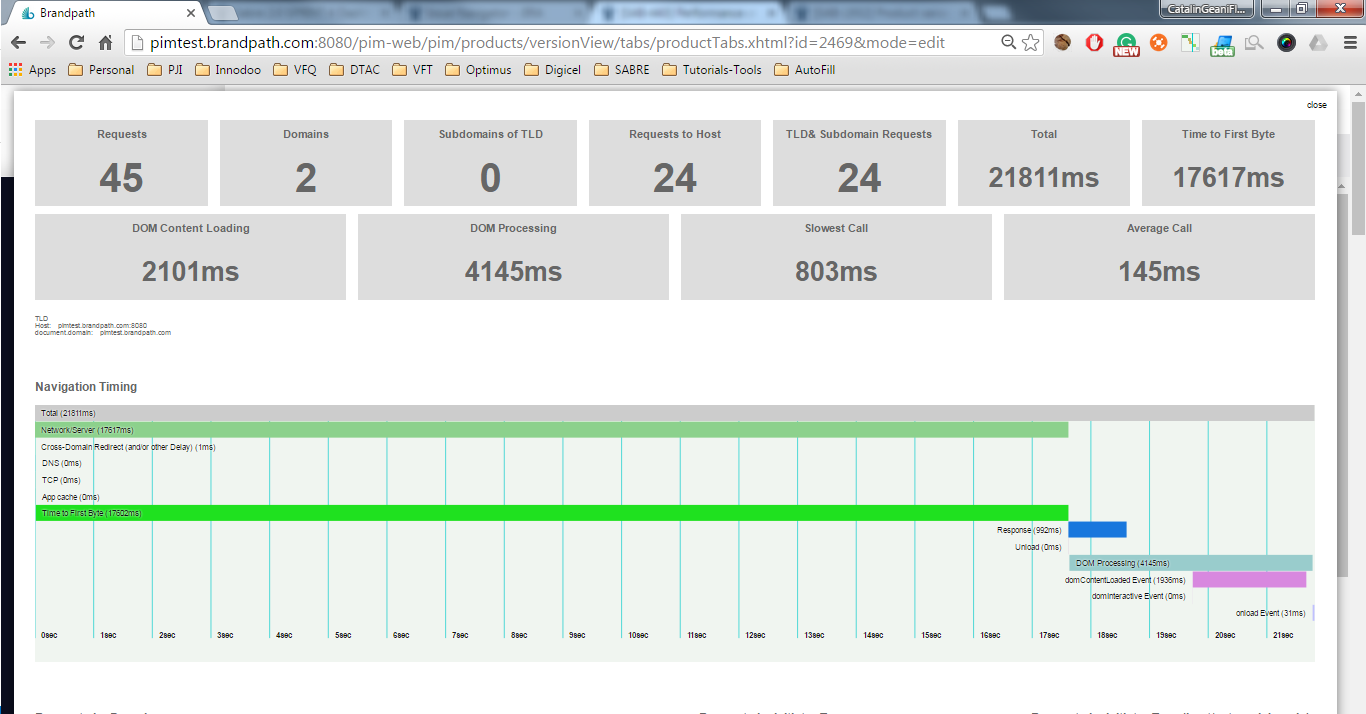 Brandpath
CatalinGeaniFl...
pimtest.brandpath.com:8080/pim-web/pim/products/versionView/tabs/productTabs.xhtml?id=2469&mode=edit
NEW
beta
Apps Personal PJI Innodoo VFQ DTAC VFT Optimus Digicel SABRE Tutorials-Tools AutoFill
close
Requests Domains Subdomains of TLD Requests to Host TLD& Subdomain Requests Total Time to First Byte
45 2 0 24 24 21811ms 17617ms
DOM Content Loading DOM Processing Slowest Call Average Call
2101ms 4145ms 803ms 145ms
TLD
Host: pimtest.brandpath.com:8080
document.domain: pimtest.brandpath.com
Navigation Timing
Total (21811ms)
Network/Server (17617ms)
Cross-Domain Redirect (and/or other Delay) (1ms)
DNS (0ms)
TCP (0ms)
App cache (0ms)
Time to First Byte (17602ms)
Response (992ms)
Unload (0ms)
DOM Processing (4145ms)
domContentLoaded Event (1936ms)
domInteractive Event (0ms)
onload Event (31ms)
0sec 1sec 2sec 3sec 4sec 5sec 6sec 7sec 8sec 9sec 10sec 11sec 12sec 13sec 14sec 15sec 16sec 17sec 18sec 19sec 20sec 21sec